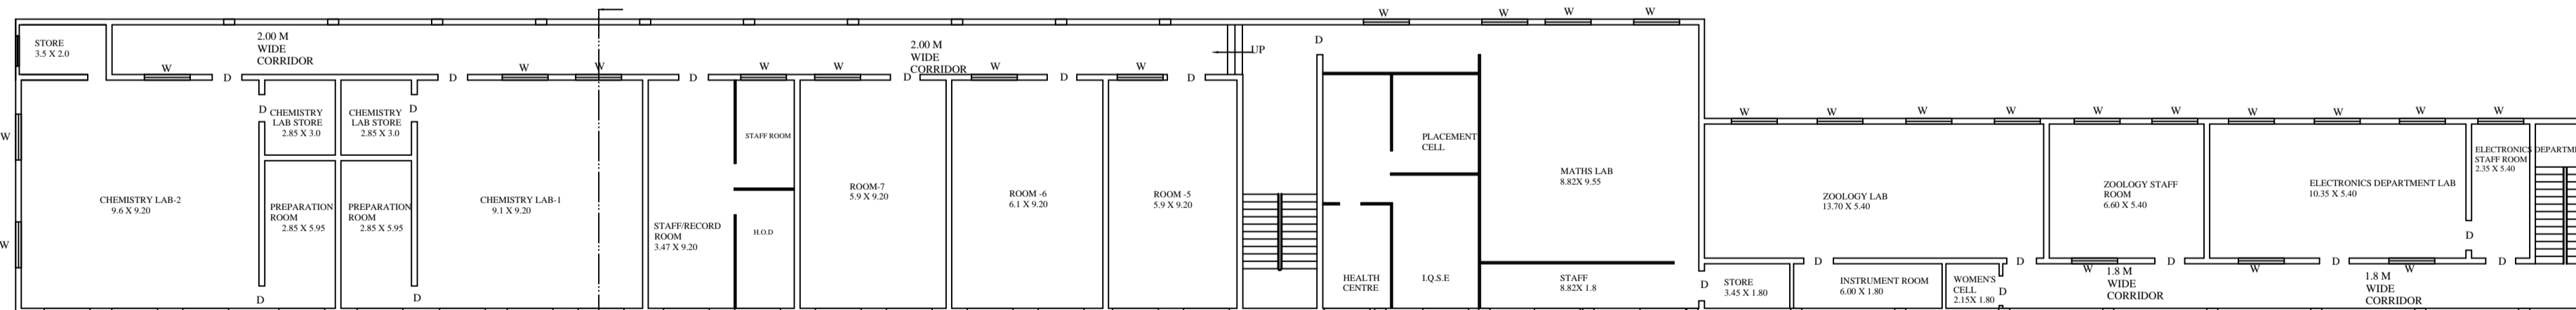 STORE
3.5 X 2.0
2.00 M
WIDE
CORRIDOR
W
D
D
W
W
D
W
W
2.00 M
WIDE
CORRIDOR
D
W
D
W
D
UP
D
W
W
W
W
W
W
CHEMISTRY LAB-2
9.6 X 9.20
D
CHEMISTRY
LAB STORE
2.85 X 3.0
CHEMISTRY
LAB STORE
2.85 X 3.0
D
PREPARATION
ROOM
2.85 X 5.95
PREPARATION
ROOM
2.85 X 5.95
D
D
CHEMISTRY LAB-1
9.1 X 9.20
STAFF/RECORD
ROOM
3.47 X 9.20
STAFF ROOM
H.O.D
ROOM-7
5.9 X 9.20
ROOM -6
6.1 X 9.20
ROOM -5
5.9 X 9.20
PLACEMENT
CELL
HEALTH
CENTRE
I.Q.S.E
MATHS LAB
8.82X 9.55
STAFF
8.82X 1.8
D
W
W
W
W
W
W
W
W
W
W
ZOOLOGY LAB
13.70 X 5.40
ZOOLOGY STAFF
ROOM
6.60 X 5.40
ELECTRONICS DEPARTMENT LAB
10.35 X 5.40
ELECTRONICS DEPARTM
STAFF ROOM
2.35 X 5.40
D
D
D
W
D
W
D
W
D
STORE
3.45 X 1.80
INSTRUMENT ROOM
6.00 X 1.80
WOMEN'S
CELL
2.15X 1.80
D
1.8 M
WIDE
CORRIDOR
1.8 M
WIDE
CORRIDOR